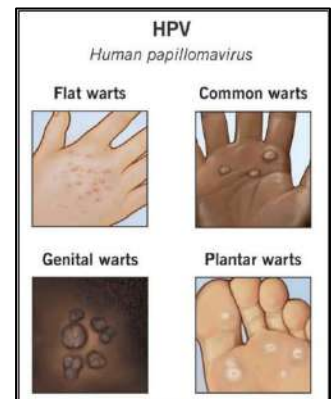 HPV
Human papillomavirus
Flat warts
Common warts
Genital warts
Plantar warts